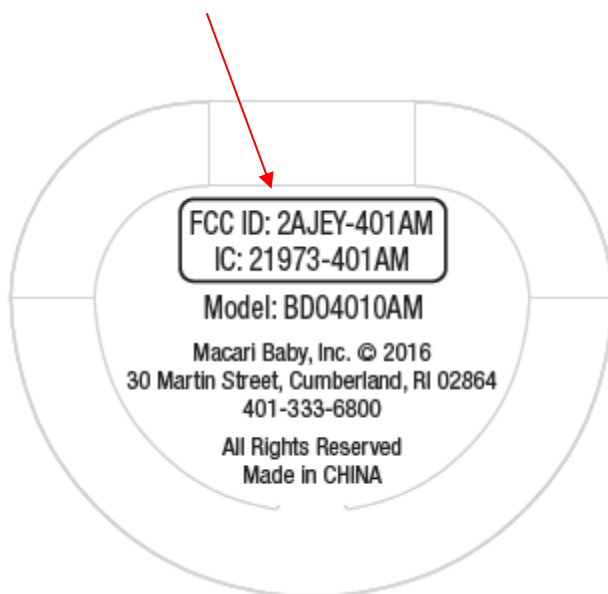 FCC ID: 2AJEY-401AM
IC: 21973-401AM
Model: BD04010AM
Macari Baby, Inc. © 2016
30 Martin Street, Cumberland, RI 02864
401-333-6800
All Rights Reserved
Made in CHINA